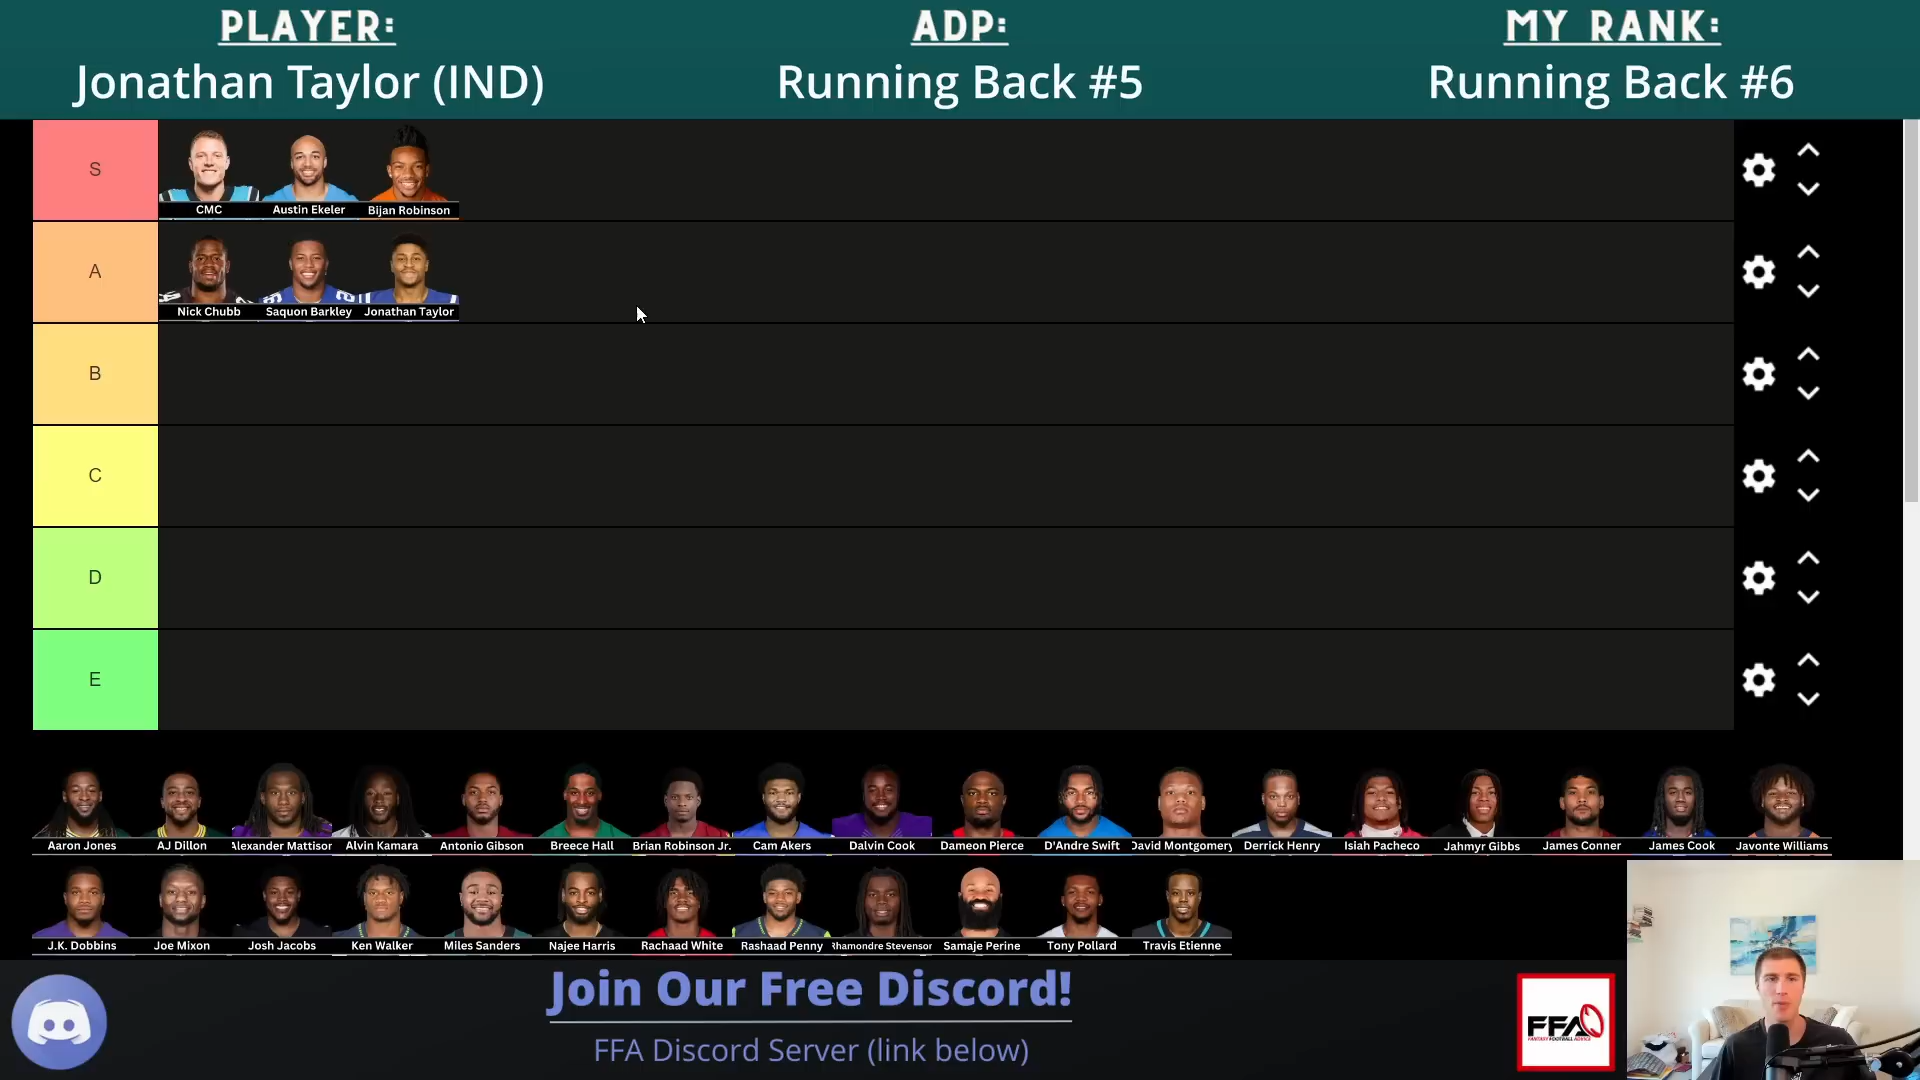 PLAYER:
Jonathan Taylor (IND)
ADP:
Running Back #5
MY RANK:
Running Back #6
S
CMC
Austin Ekeler
Bijan Robinson
A
Nick Chubb
Saquon Barkley
Jonathan Taylor
B
C
D
E
Aaron Jones
AJ Dillon
Alexander Mattison
Alvin Kamara
Antonio Gibson
Breece Hall
Brian Robinson Jr.
Cam Akers
Dalvin Cook
Dameon Pierce
D'Andre Swift
David Montgomery
Derrick Henry
Isiah Pacheco
Jahmyr Gibbs
James Conner
James Cook
Javonte Williams
J.K. Dobbins
Joe Mixon
Josh Jacobs
Ken Walker
Miles Sanders
Najee Harris
Rachaad White
Rashaad Penny
Rhamondre Stevenson
Samaje Perine
Tony Pollard
Travis Etienne
Join Our Free Discord!
FFA Discord Server (link below)
FFA
FANTASY FOOTBALL ADVICE